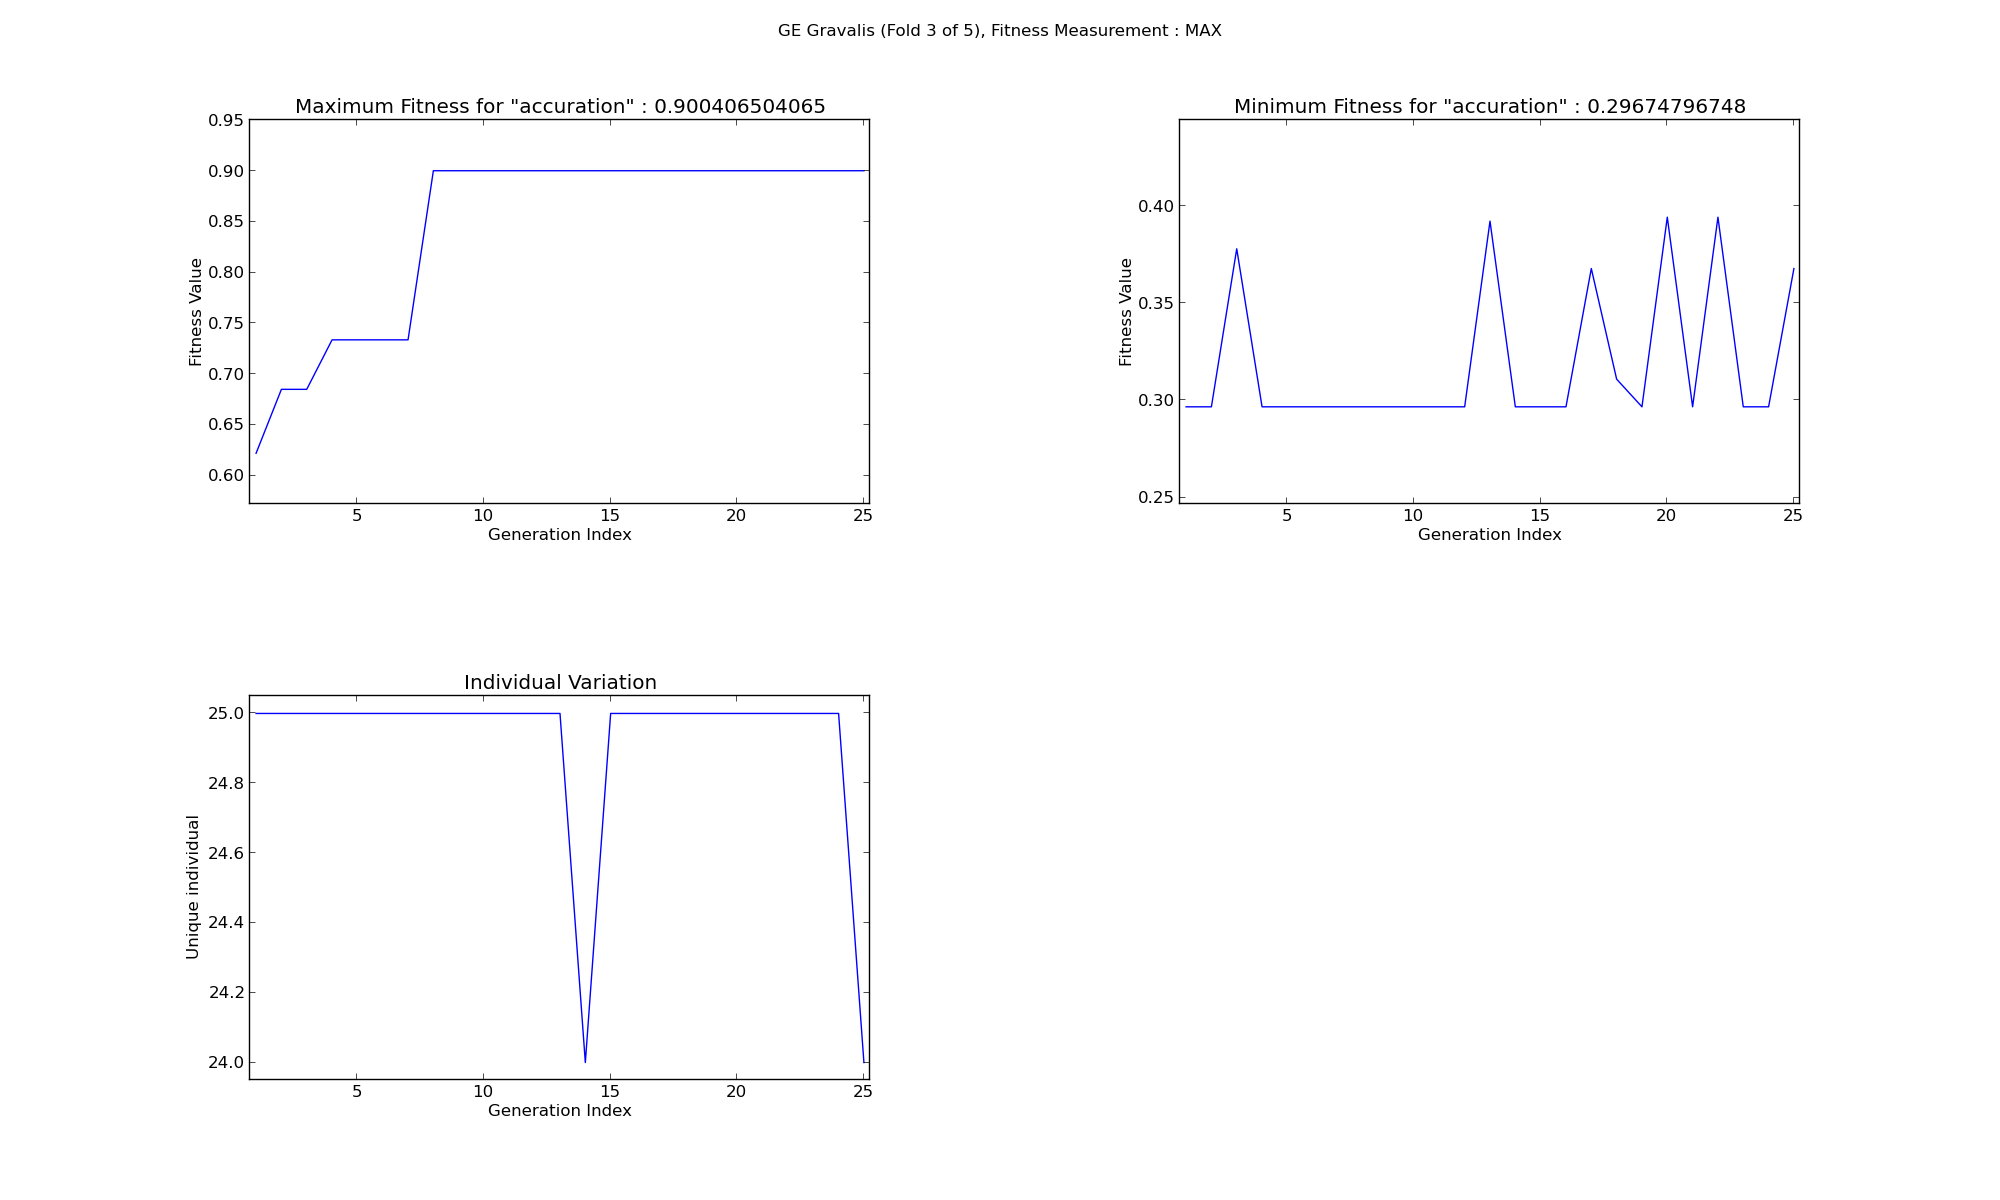 GE Gravalis (Fold 3 of 5), Fitness Measurement : MAX
Maximum Fitness for "accuration" : 0.900406504065
0.95
0.90
0.85
0.80
0.75
0.70
0.65
0.60
Fitness Value
5 10 15 20 25
Generation Index
Minimum Fitness for "accuration" : 0.29674796748
0.40
0.35
0.30
0.25
Fitness Value
5 10 15 20 25
Generation Index
Individual Variation
25.0
24.8
24.6
24.4
24.2
24.0
Unique individual
5 10 15 20 25
Generation Index